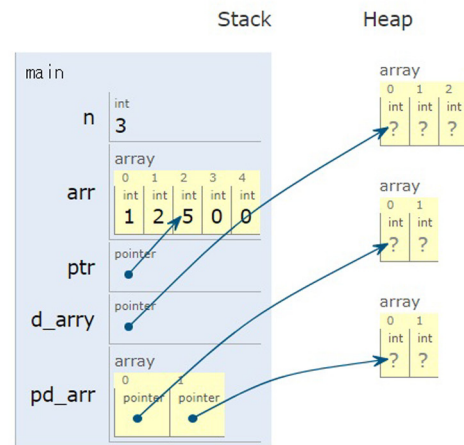 Stack Heap
main
n
int
3
arr
array
0 1 2 3 4
int int int int int
1 2 5 0 0
ptr
pointer
d_arry
pointer
pd_arr
array
0 1
pointer pointer
array
0 1 2
int int int
? ? ?
array
0 1
int int
? ?
array
0 1
int int
? ?